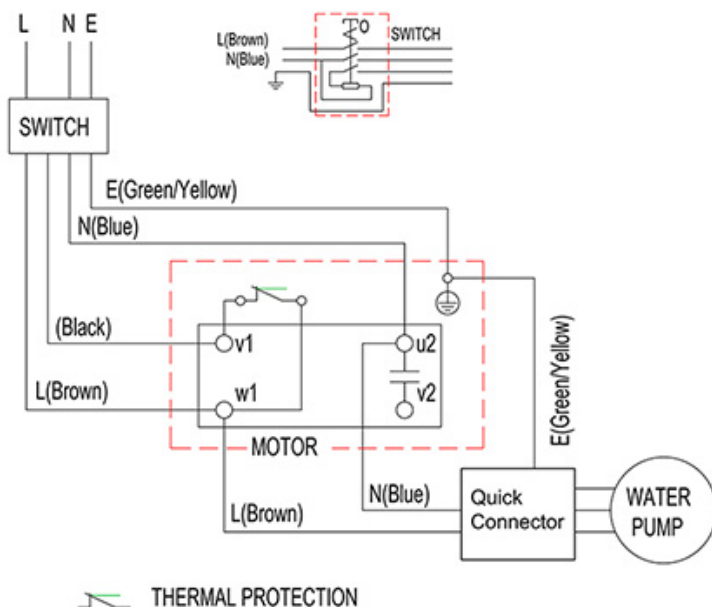 L N E
L(Brown)
N(Blue)
O
SWITCH
SWITCH
E(Green/Yellow)
N(Blue)
(Black)
v1
u2
L(Brown)
w1
v2
MOTOR
E(Green/Yellow)
L(Brown)
N(Blue)
Quick
Connector
WATER
PUMP
THERMAL PROTECTION